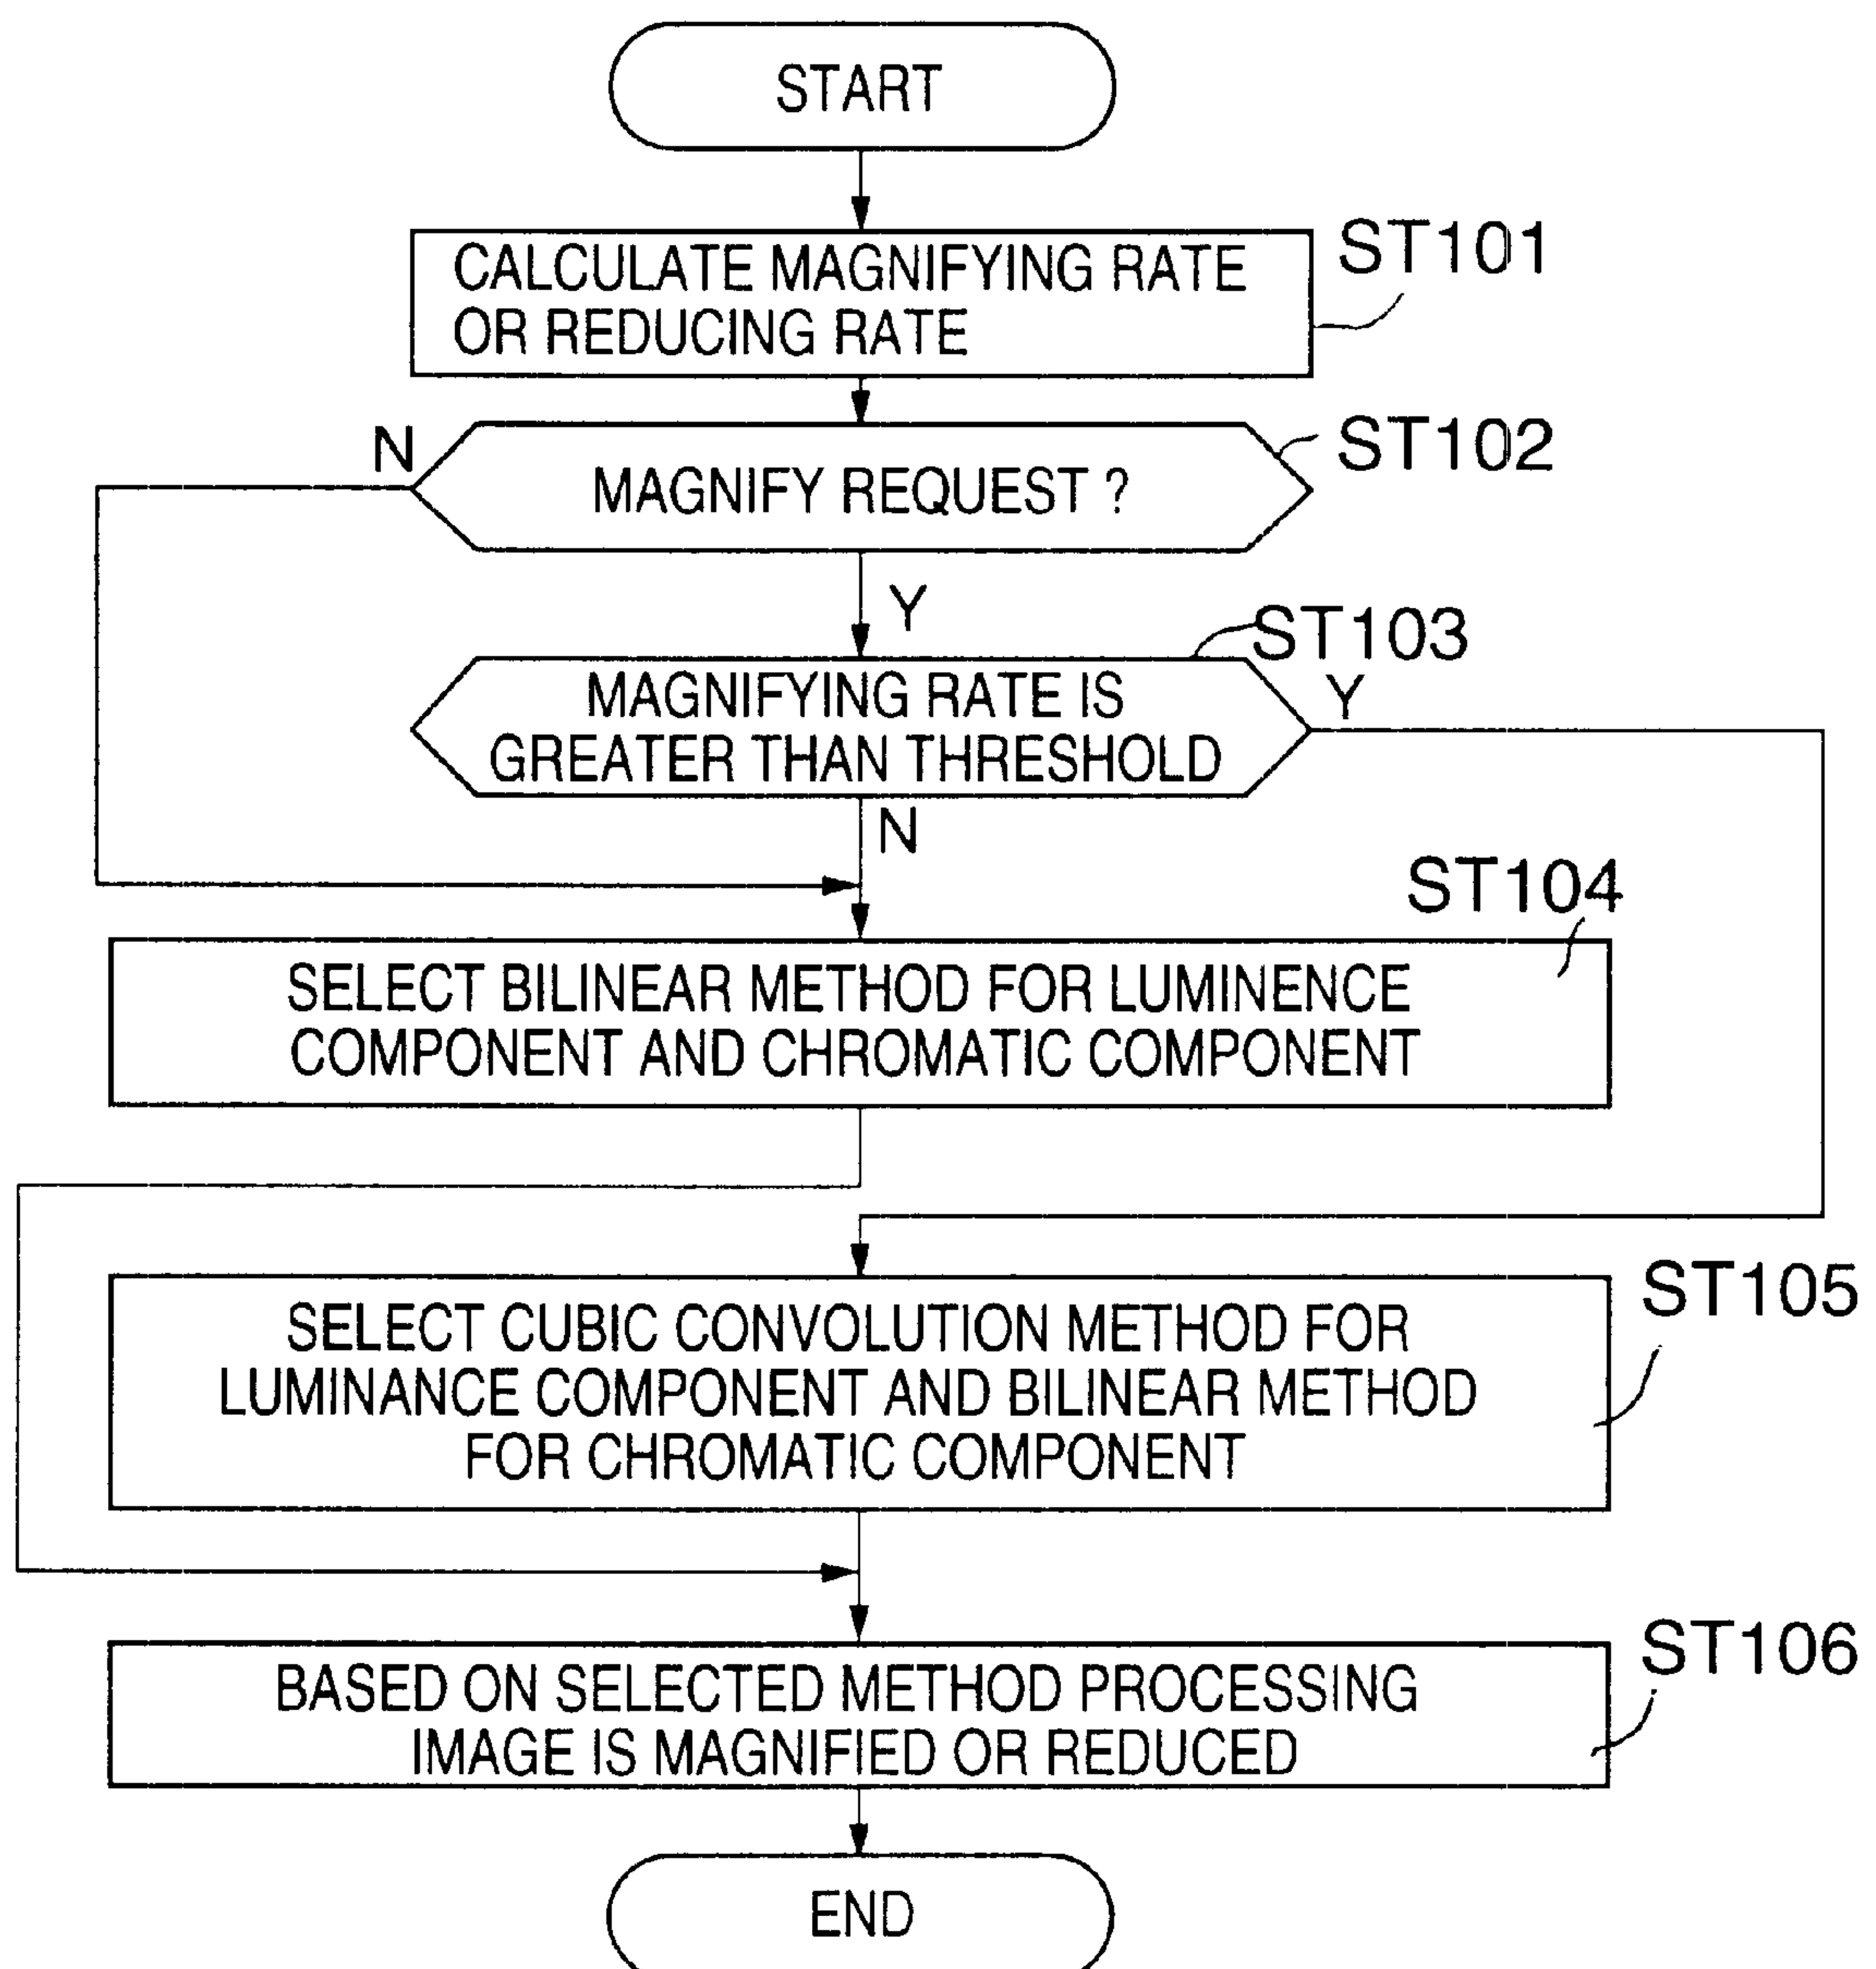 START
CALCULATE MAGNIFYING RATE
OR REDUCING RATE
ST101
N
MAGNIFY REQUEST ?
ST102
Y
ST103
MAGNIFYING RATE IS
GREATER THAN THRESHOLD
Y
N
ST104
SELECT BILINEAR METHOD FOR LUMINENCE
COMPONENT AND CHROMATIC COMPONENT
SELECT CUBIC CONVOLUTION METHOD FOR
LUMINANCE COMPONENT AND BILINEAR METHOD
FOR CHROMATIC COMPONENT
ST105
BASED ON SELECTED METHOD PROCESSING
IMAGE IS MAGNIFIED OR REDUCED
ST106
END